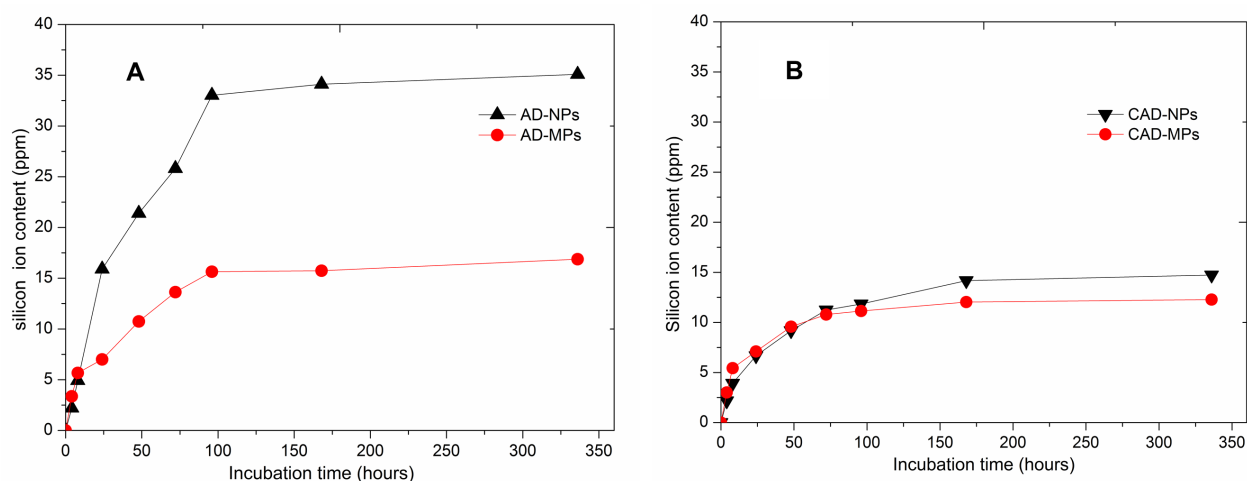 A
silicon ion content (ppm)
40
35
30
25
20
15
10
5
0
AD-NPs
AD-MPs
0 50 100 150 200 250 300 350
Incubation time (hours)
B
Silicon ion content (ppm)
40
35
30
25
20
15
10
5
0
CAD-NPs
CAD-MPs
0 50 100 150 200 250 300 350
Incubation time (hours)